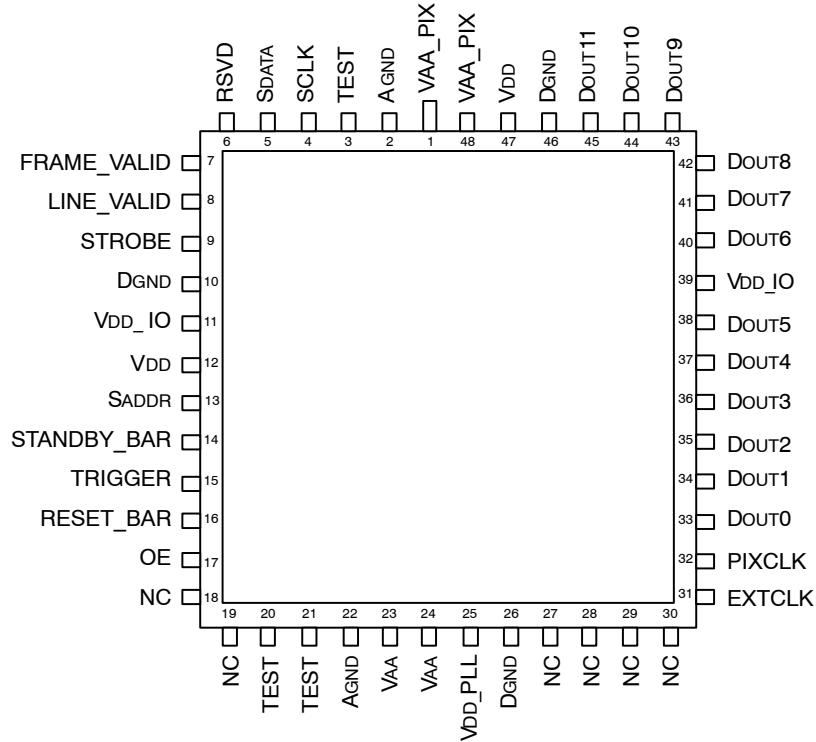 RSVD
SDATA
SCLK
TEST
AGND
VAA_PIX
VAA_PIX
VDD
DGND
DOUT11
DOUT10
DOUT9
6 5 4 3 2 1 48 47 46 45 44 43
FRAME_VALID 7
LINE_VALID 8
STROBE 9
DGND 10
VDD_ IO 11
VDD 12
SADDR 13
STANDBY_BAR 14
TRIGGER 15
RESET_BAR 16
OE 17
NC 18
42 DOUT8
41 DOUT7
40 DOUT6
39 VDD_IO
38 DOUT5
37 DOUT4
36 DOUT3
35 DOUT2
34 DOUT1
33 DOUT0
32 PIXCLK
31 EXTCLK
19 20 21 22 23 24 25 26 27 28 29 30
NC
TEST
TEST
AGND
VAA
VAA
VDD_PLL
DGND
NC
NC
NC
NC